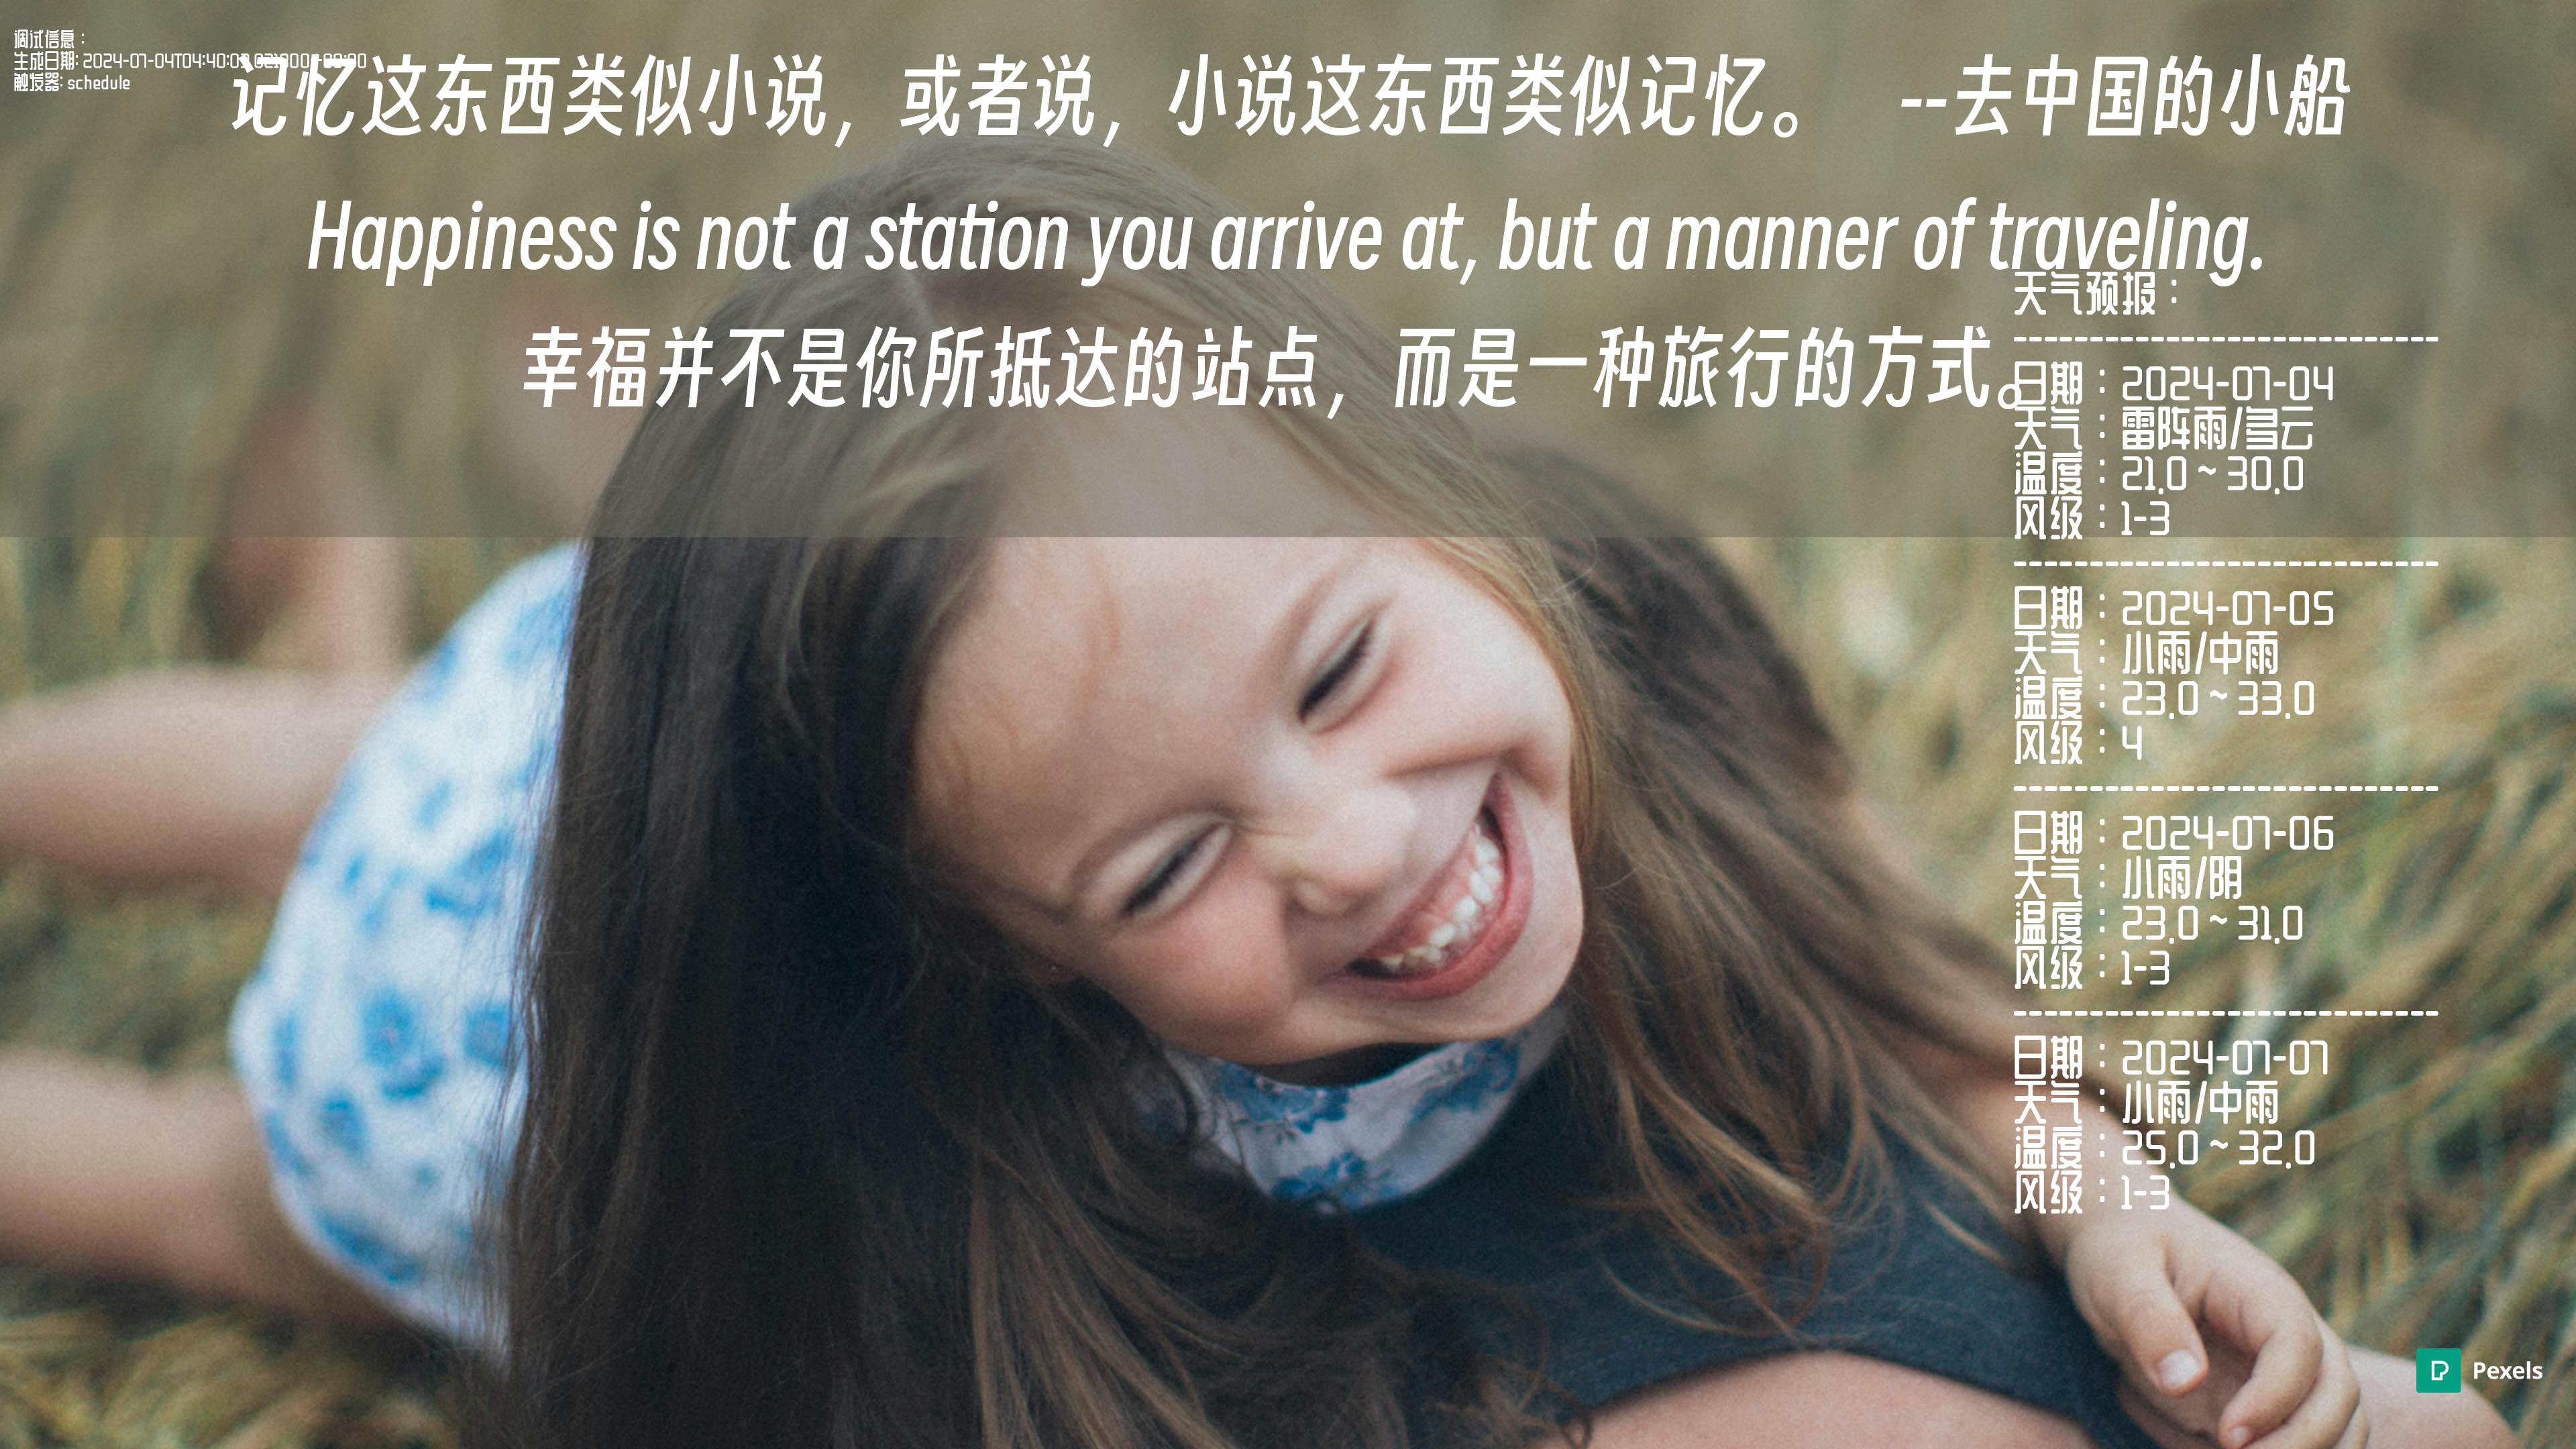 调试信息：
生成日期: 2024-07-04T04:40:0
触发器: schedule
记忆这东西类似小说，或者说，小说这东西类似记忆。 --去中国的小船
Happiness is not a station you arrive at, but a manner of traveling.
幸福并不是你所抵达的站点，而是一种旅行的方式。
天气预报：
----------------------------
日期：2024-07-04
天气：雷阵雨/多云
温度：21.0 ~ 30.0
风级：1-3
----------------------------
日期：2024-07-05
天气：小雨/中雨
温度：23.0 ~ 33.0
风级：4
----------------------------
日期：2024-07-06
天气：小雨/阴
温度：23.0 ~ 31.0
风级：1-3
----------------------------
日期：2024-07-07
天气：小雨/中雨
温度：25.0 ~ 32.0
风级：1-3
Pexels